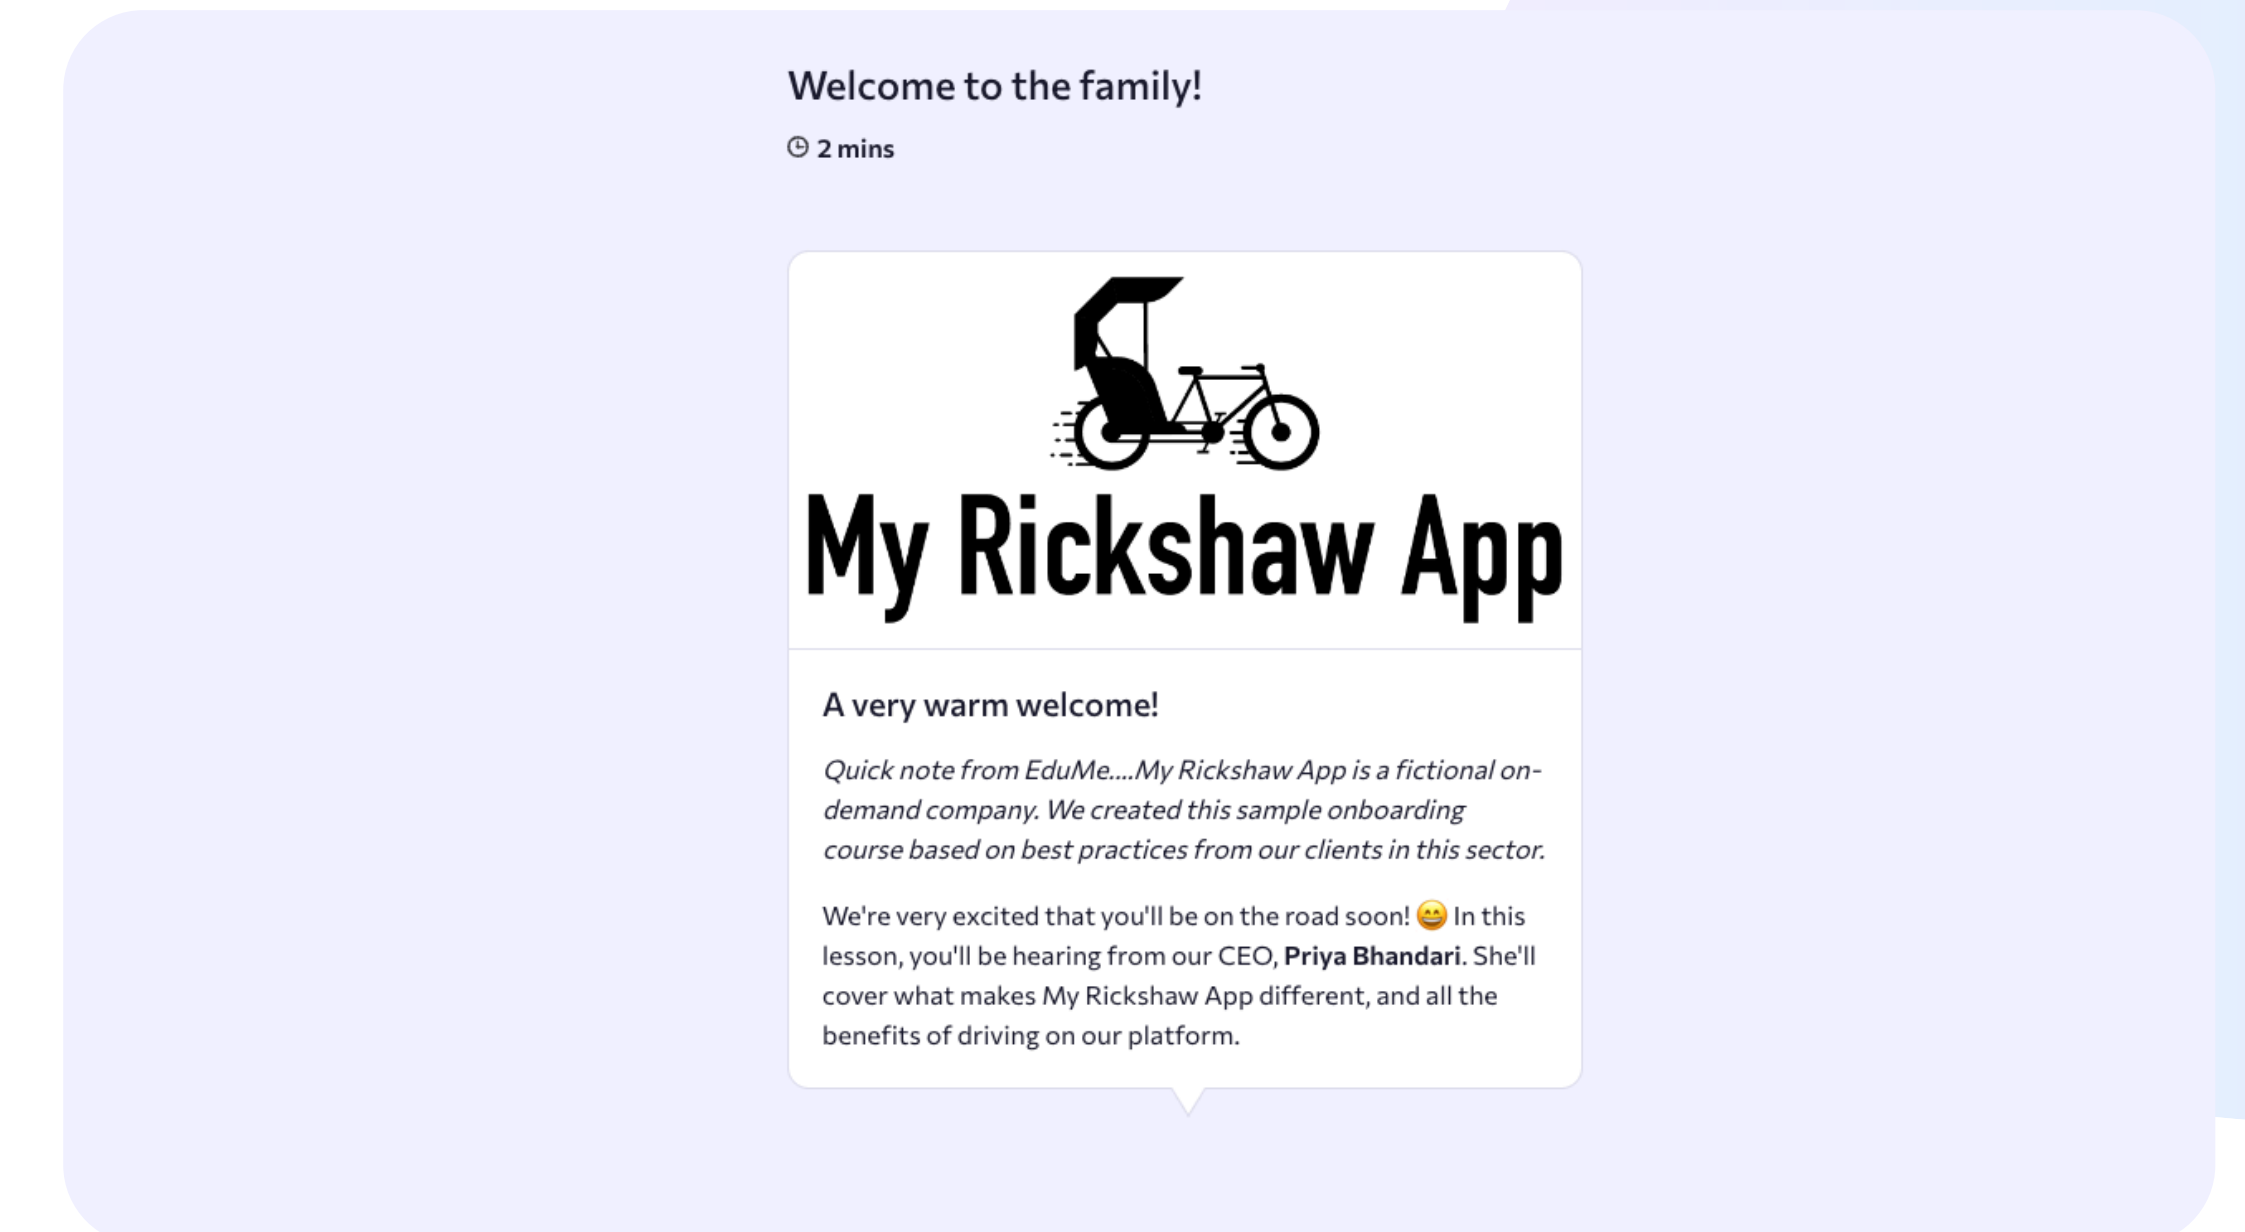 Welcome to the family!
2 mins
My Rickshaw App
A very warm welcome!
Quick note from EduMe....My Rickshaw App is a fictional on-
demand company. We created this sample onboarding
course based on best practices from our clients in this sector.
We're very excited that you'll be on the road soon! 😄 In this
lesson, you'll be hearing from our CEO, Priya Bhandari. She'll
cover what makes My Rickshaw App different, and all the
benefits of driving on our platform.